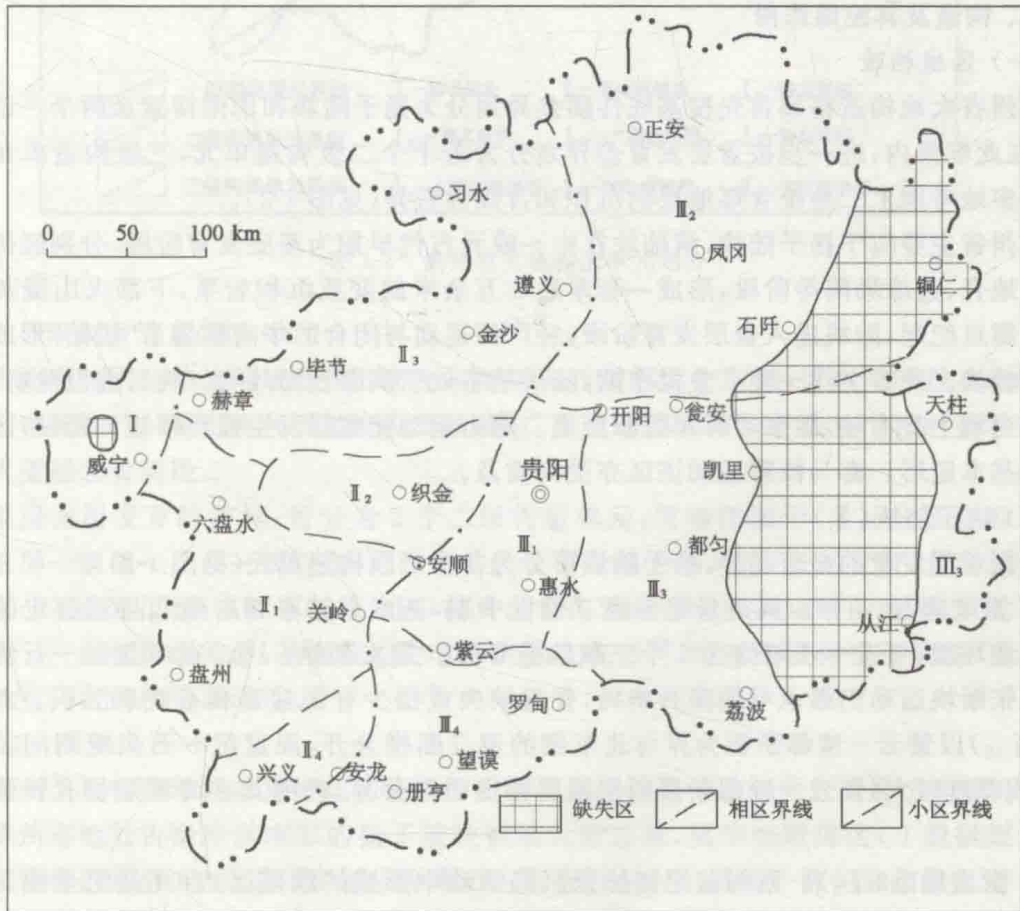 正安
习水
Ⅲ₂
0 50 100 km
凤冈
铜仁
遵义
石阡
金沙
Ⅱ₃
毕节
赫章
开阳
瓮安
天柱
Ⅰ
威宁
贵阳
凯里
Ⅱ₂
织金
六盘水
都匀
安顺
Ⅲ₁
惠水
Ⅲ₃
Ⅲ₃
Ⅱ₁
关岭
从江
紫云
盘州
罗甸
荔波
Ⅲ₄
望谟
Ⅱ₄
兴义
安龙
册亨
缺失区
相区界线
小区界线